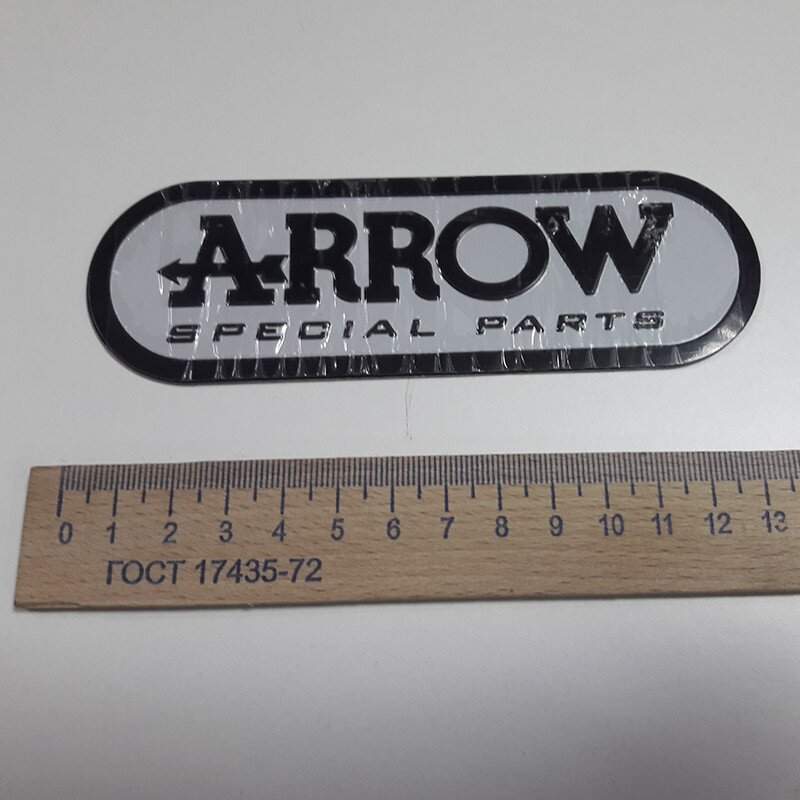 ARROW
SPECIAL PARTS
0 1 2 3 4 5 6 7 8 9 10 11 12 13
ГОСТ 17435-72